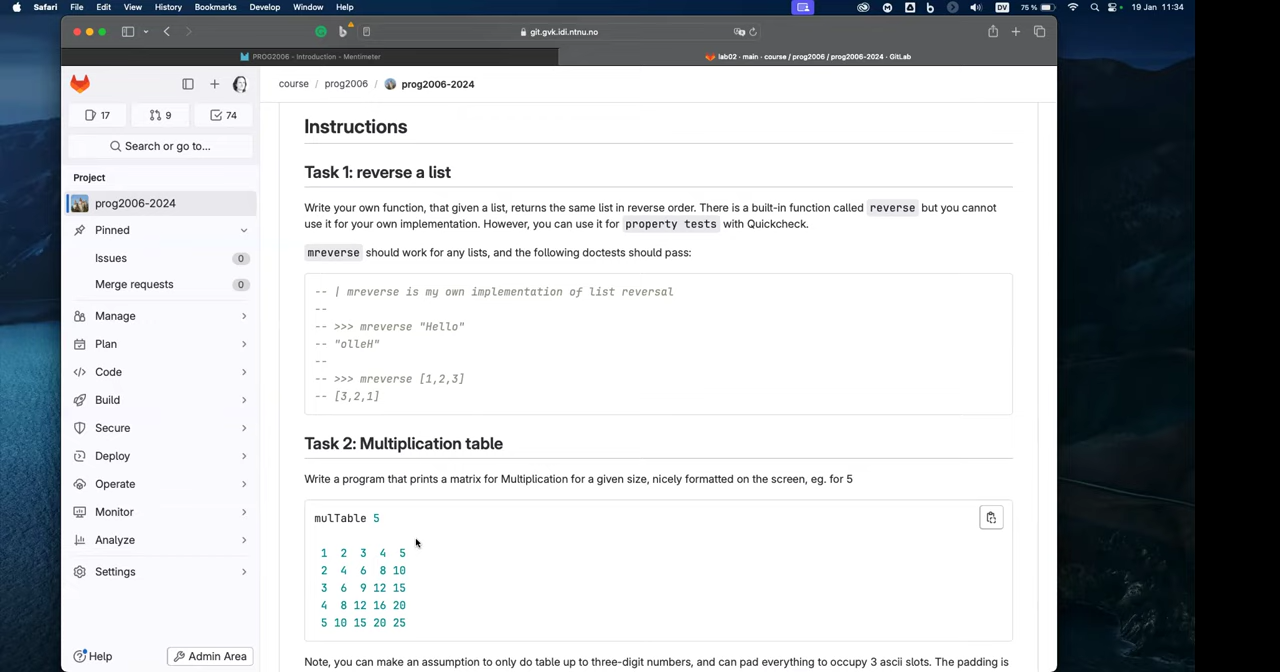 Safari File Edit View History Bookmarks Develop Window Help DV 75 % 19 Jan 11:34
git.gvk.idi.ntnu.no
PROG2006 - Introduction - Mentimeter
lab02 · main · course / prog2006 / prog2006-2024 · GitLab
course / prog2006 / prog2006-2024
17 9 74
Search or go to...
Project
prog2006-2024
Pinned
Issues 0
Merge requests 0
Manage
Plan
Code
Build
Secure
Deploy
Operate
Monitor
Analyze
Settings
Help
Admin Area
Instructions
Task 1: reverse a list
Write your own function, that given a list, returns the same list in reverse order. There is a built-in function called reverse but you cannot
use it for your own implementation. However, you can use it for property tests with Quickcheck.
mreverse should work for any lists, and the following doctests should pass:
-- | mreverse is my own implementation of list reversal
--
-- >>> mreverse "Hello"
-- "olleH"
--
-- >>> mreverse [1,2,3]
-- [3,2,1]
Task 2: Multiplication table
Write a program that prints a matrix for Multiplication for a given size, nicely formatted on the screen, eg. for 5
mulTable 5
1 2 3 4 5
2 4 6 8 10
3 6 9 12 15
4 8 12 16 20
5 10 15 20 25
Note, you can make an assumption to only do table up to three-digit numbers, and can pad everything to occupy 3 ascii slots. The padding is